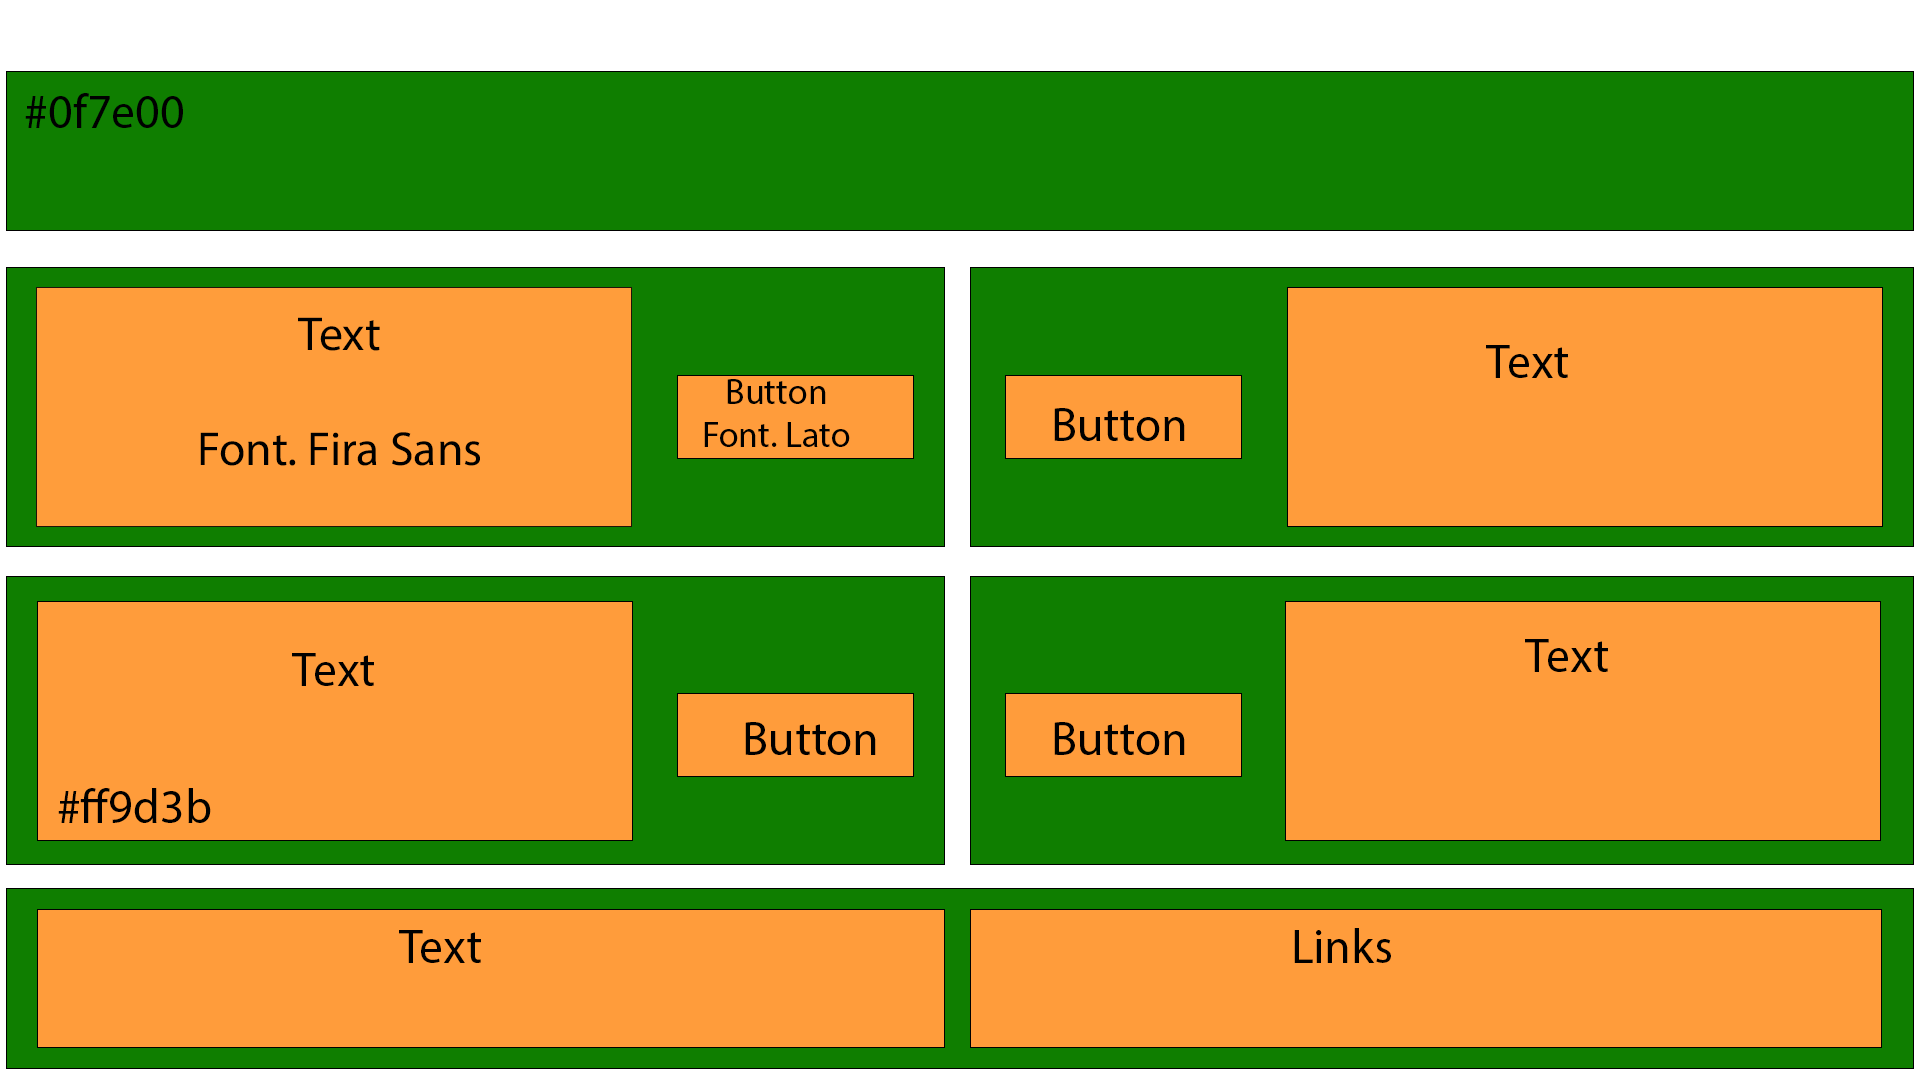 #0f7e00
Text
Font. Fira Sans
Button
Font. Lato
Button
Text
Text
#ff9d3b
Button
Button
Text
Text
Links